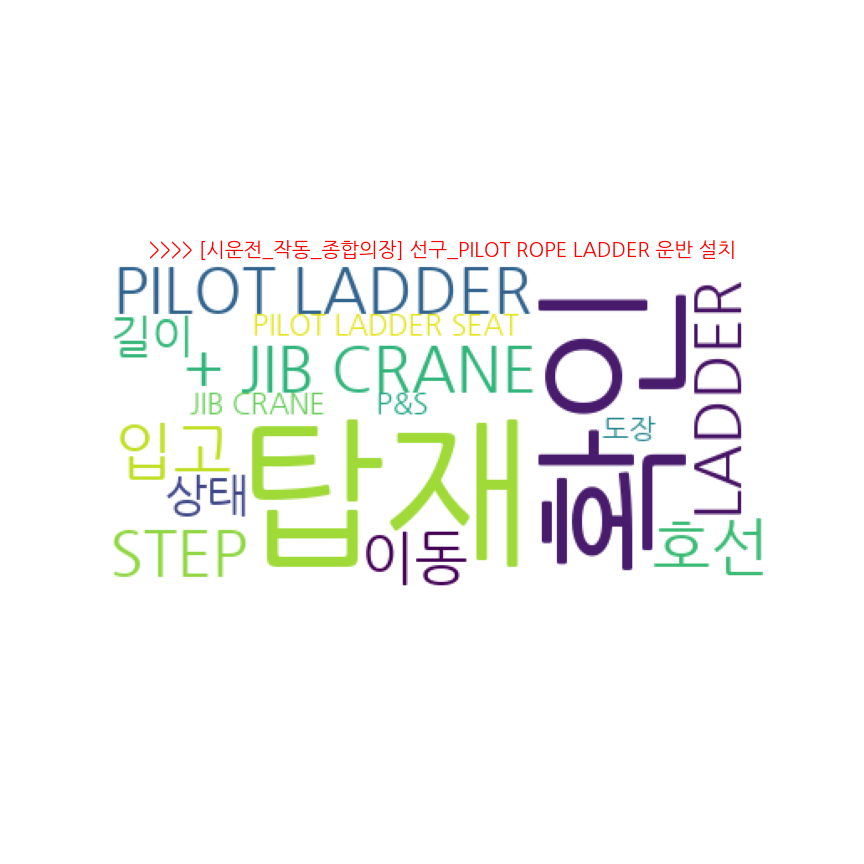 >>>> [시운전_작동_종합의장] 선구_PILOT ROPE LADDER 운반 설치
PILOT LADDER
길이
PILOT LADDER SEAT
+ JIB CRANE
JIB CRANE
P&S
입고
상태
탑재
STEP
이동
확인
도장
LADDER
호선